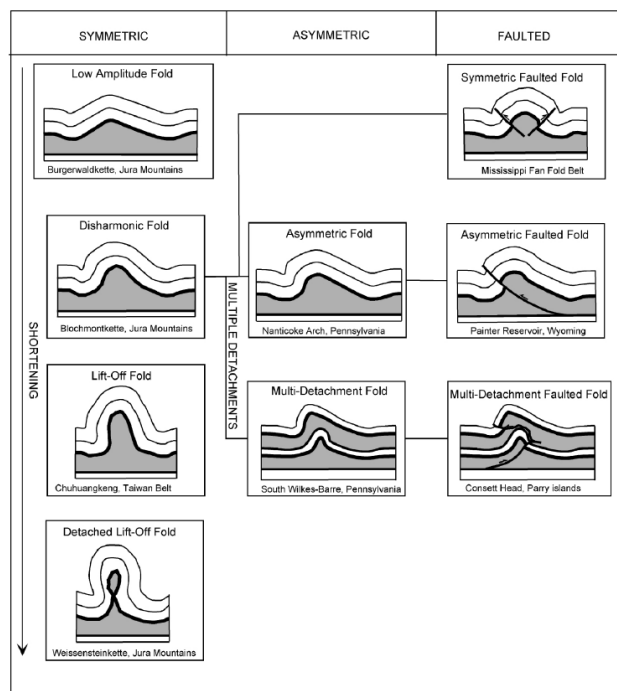 SYMMETRIC
ASYMMETRIC
FAULTED
Low Amplitude Fold
Burgerwaldkette, Jura Mountains
Symmetric Faulted Fold
Mississippi Fan Fold Belt
Disharmonic Fold
Blochmontkette, Jura Mountains
Asymmetric Fold
Nanticoke Arch, Pennsylvania
Asymmetric Faulted Fold
Painter Reservoir, Wyoming
SHORTENING
MULTIPLE DETACHMENTS
Lift-Off Fold
Chuhuangkeng, Taiwan Belt
Multi-Detachment Fold
South Wilkes-Barre, Pennsylvania
Multi-Detachment Faulted Fold
Consett Head, Parry islands
Detached Lift-Off Fold
Weissensteinkette, Jura Mountains